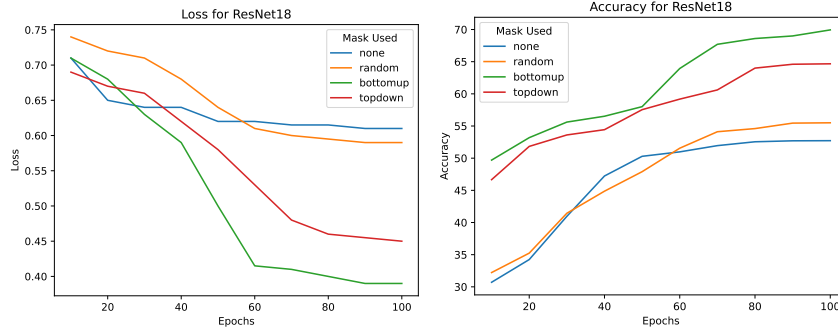 Loss for ResNet18
0.75
0.70
0.65
0.60
0.55
0.50
0.45
0.40
Loss
Mask Used
none
random
bottomup
topdown
20
40
60
80
100
Epochs
Accuracy for ResNet18
70
65
60
55
50
45
40
35
30
Accuracy
Mask Used
none
random
bottomup
topdown
20
40
60
80
100
Epochs